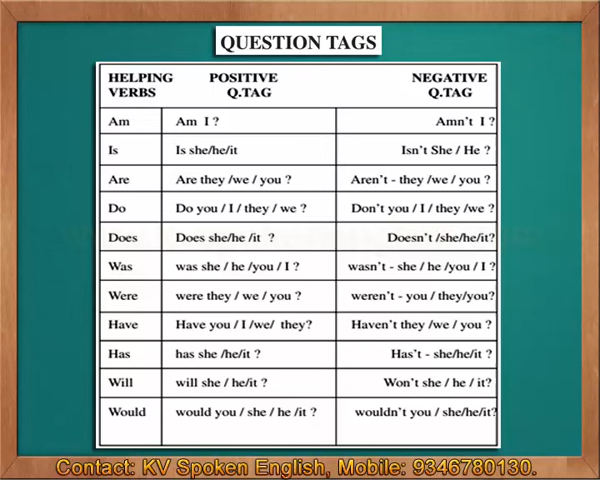 QUESTION TAGS
HELPING VERBS POSITIVE Q.TAG NEGATIVE Q.TAG
Am Am I ? Amn't I ?
Is Is she/he/it Isn't She / He ?
Are Are they /we / you ? Aren't - they /we / you ?
Do Do you / I / they / we ? Don't you / I / they /we ?
Does Does she/he /it ? Doesn't /she/he/it?
Was was she / he /you / I ? wasn't - she / he /you / I ?
Were were they / we / you ? weren't - you / they/you?
Have Have you / I /we/ they? Haven't they /we / you ?
Has has she /he/it ? Has't - she/he/it ?
Will will she / he/it ? Won't she / he / it?
Would would you / she / he /it ? wouldn't you / she/he/it?
Contact: KV Spoken English, Mobile: 9346780130.